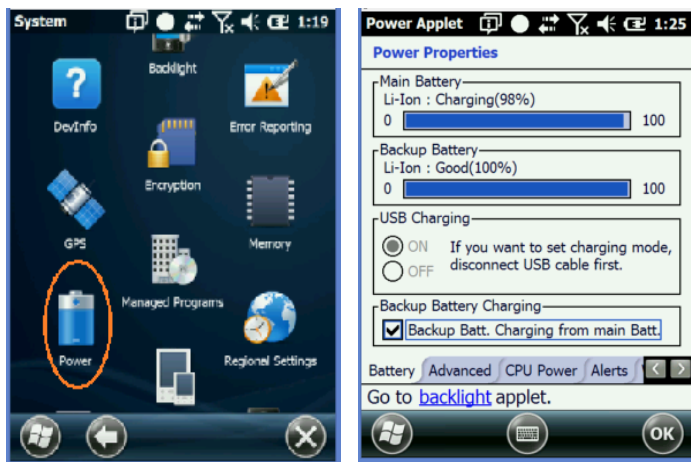 System 1:19
Backlight
DevInfo
Error Reporting
Encryption
GPS
Memory
Managed Programs
Power
Regional Settings
Power Applet 1:25
Power Properties
Main Battery
Li-Ion : Charging(98%)
0 100
Backup Battery
Li-Ion : Good(100%)
0 100
USB Charging
ON If you want to set charging mode,
OFF disconnect USB cable first.
Backup Battery Charging
Backup Batt. Charging from main Batt.
Battery Advanced CPU Power Alerts
Go to backlight applet.
OK